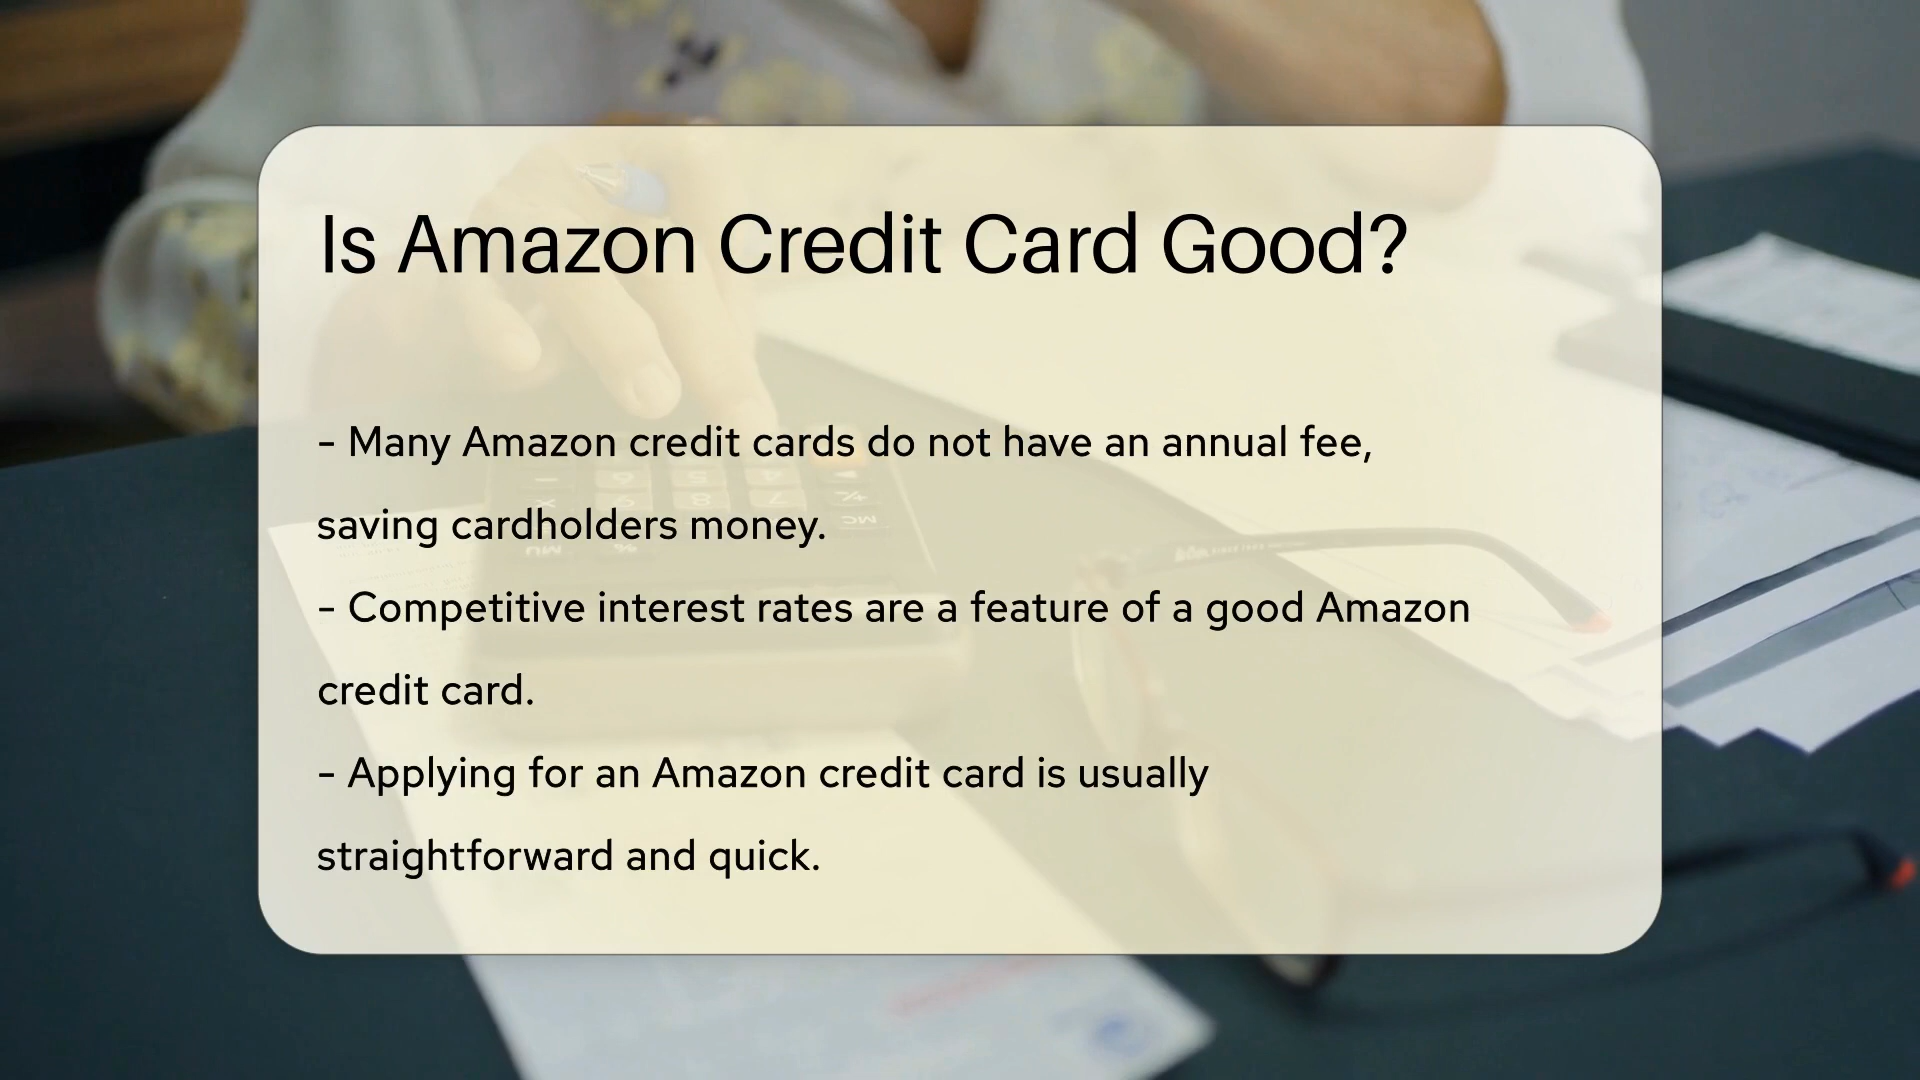 Is Amazon Credit Card Good?
- Many Amazon credit cards do not have an annual fee,
saving cardholders money.
- Competitive interest rates are a feature of a good Amazon
credit card.
- Applying for an Amazon credit card is usually
straightforward and quick.